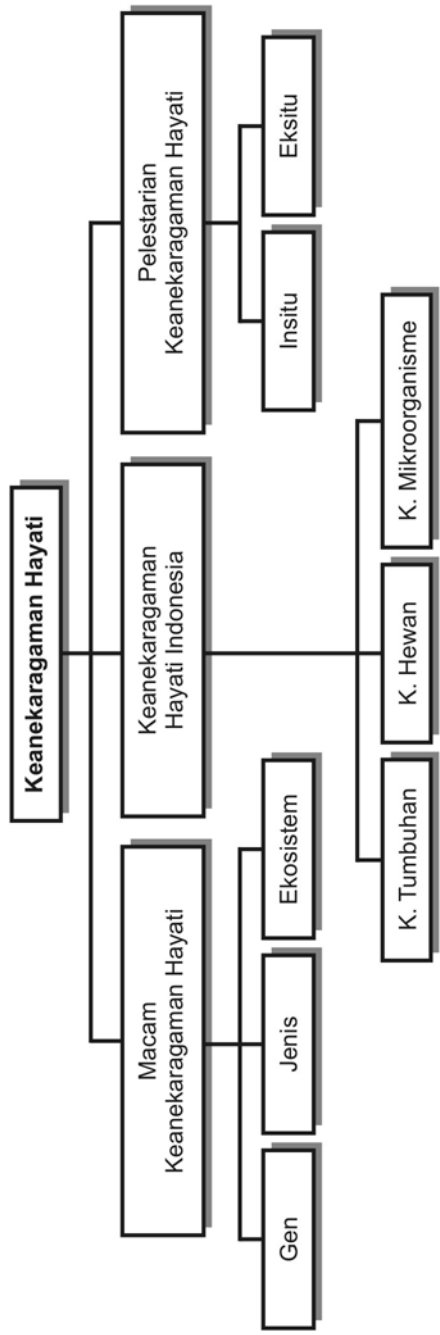 Keanekaragaman Hayati
Macam
Keanekaragaman Hayati
Keanekaragaman
Hayati Indonesia
Pelestarian
Keanekaragaman Hayati
Gen
Jenis
Ekosistem
Insitu
Eksitu
K. Tumbuhan
K. Hewan
K. Mikroorganisme